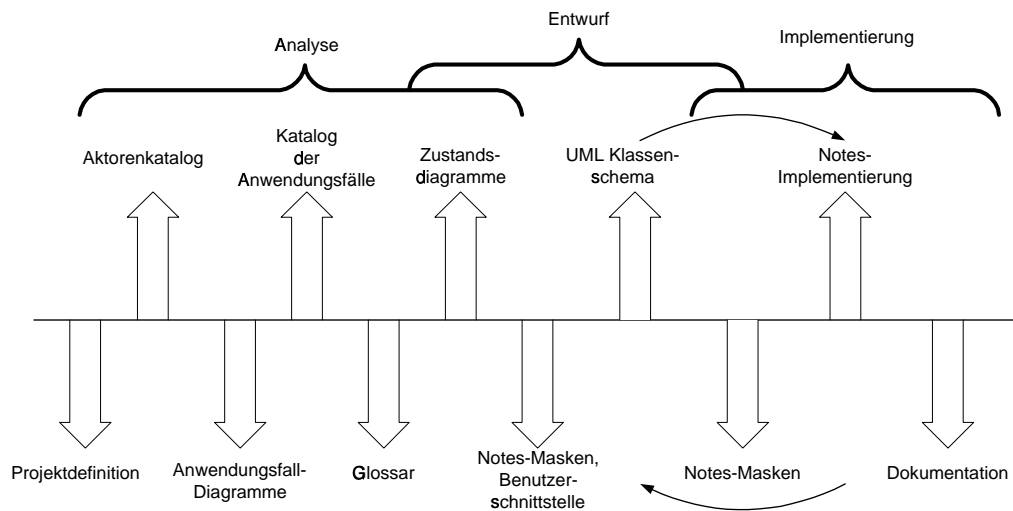 Entwurf
Analyse
Implementierung
Aktorenkatalog
Katalog
der
Anwendungsfälle
Zustands-
diagramme
UML Klassen-
schema
Notes-
Implementierung
Projektdefinition
Anwendungsfall-
Diagramme
Glossar
Notes-Masken,
Benutzer-
schnittstelle
Notes-Masken
Dokumentation